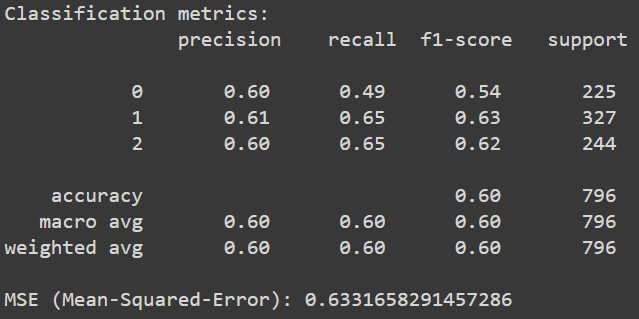 Classification metrics:
precision recall f1-score support
0 0.60 0.49 0.54 225
1 0.61 0.65 0.63 327
2 0.60 0.65 0.62 244
accuracy 0.60 796
macro avg 0.60 0.60 0.60 796
weighted avg 0.60 0.60 0.60 796
MSE (Mean-Squared-Error): 0.6331658291457286